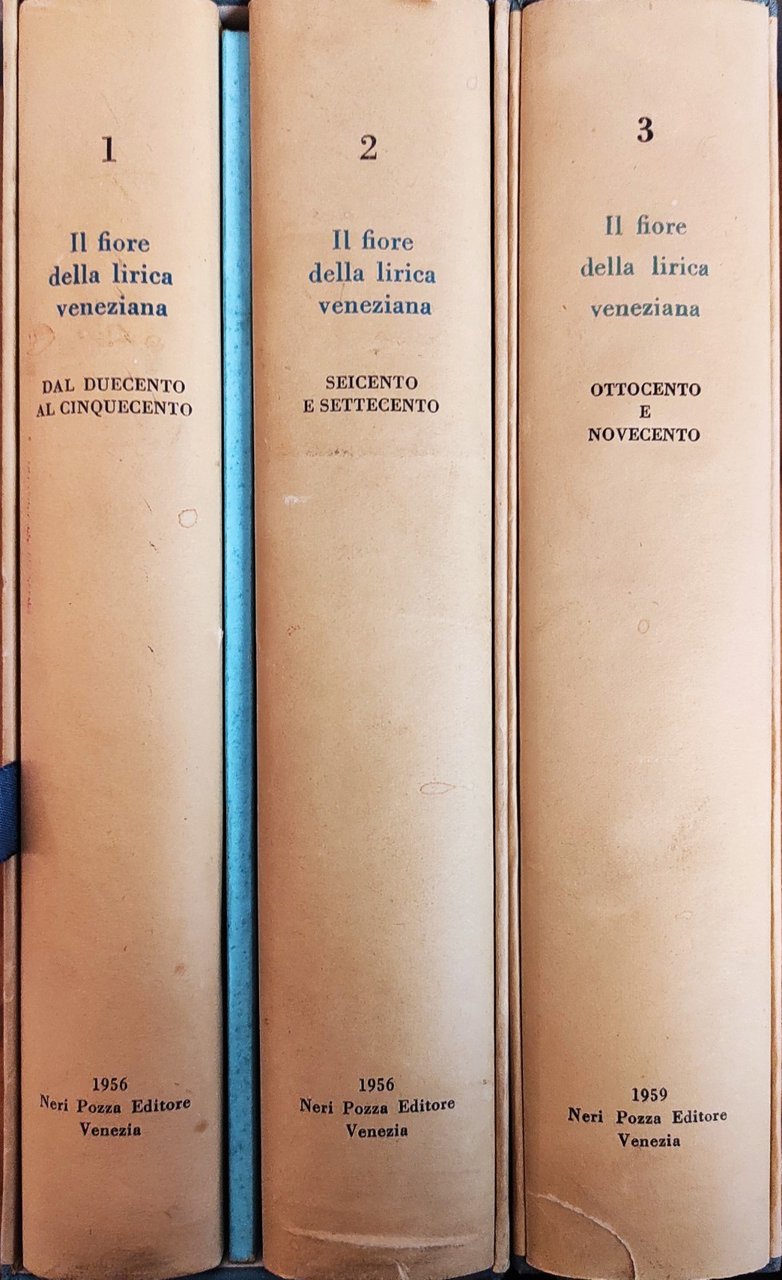 1
Il fiore
della lirica
veneziana
DAL DUECENTO
AL CINQUECENTO
1956
Neri Pozza Editore
Venezia
2
Il fiore
della lirica
veneziana
SEICENTO
E SETTECENTO
1956
Neri Pozza Editore
Venezia
3
Il fiore
della lirica
veneziana
OTTOCENTO
E
NOVECENTO
1959
Neri Pozza Editore
Venezia